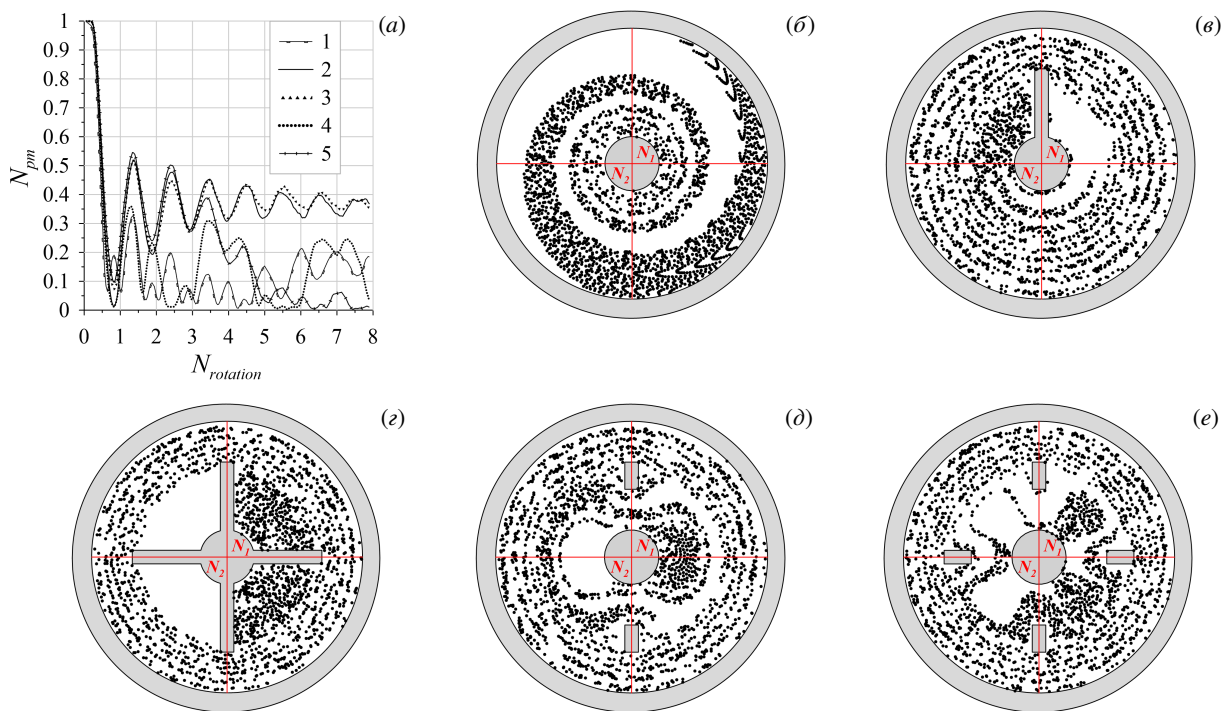 (а)
N_pm
1
0.9
0.8
0.7
0.6
0.5
0.4
0.3
0.2
0.1
0
0 1 2 3 4 5 6 7 8
N_rotation
1
2
3
4
5
(б)
N_1
N_2
(в)
N_1
N_2
(г)
N_1
N_2
(д)
N_1
N_2
(е)
N_1
N_2